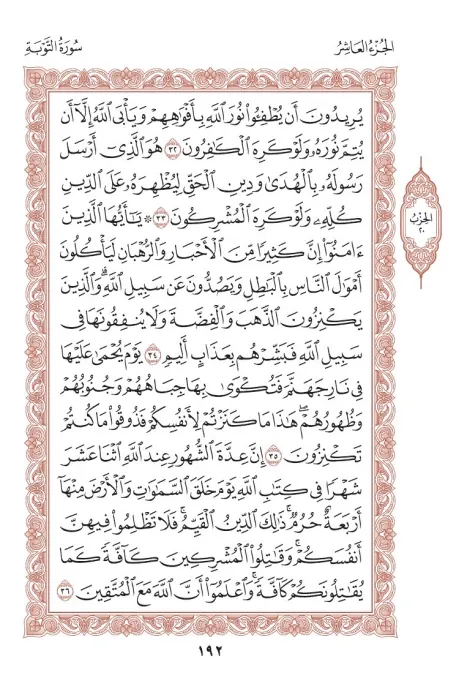 الجُزْءُ العَاشِرُ
سُورَةُ التَّوْبَةِ
يُرِيدُونَ أَن يُطْفِـُٔوا۟ نُورَ ٱللَّهِ بِأَفْوَٰهِهِمْ وَيَأْبَى ٱللَّهُ إِلَّآ أَن
يُتِمَّ نُورَهُۥ وَلَوْ كَرِهَ ٱلْكَٰفِرُونَ ٣٢ هُوَ ٱلَّذِىٓ أَرْسَلَ
رَسُولَهُۥ بِٱلْهُدَىٰ وَدِينِ ٱلْحَقِّ لِيُظْهِرَهُۥ عَلَى ٱلدِّينِ
كُلِّهِۦ وَلَوْ كَرِهَ ٱلْمُشْرِكُونَ ٣٣ ۞ يَٰٓأَيُّهَا ٱلَّذِينَ
ءَامَنُوٓا۟ إِنَّ كَثِيرًا مِّنَ ٱلْأَحْبَارِ وَٱلرُّهْبَانِ لَيَأْكُلُونَ
أَمْوَٰلَ ٱلنَّاسِ بِٱلْبَٰطِلِ وَيَصُدُّونَ عَن سَبِيلِ ٱللَّهِ ۗ وَٱلَّذِينَ
يَكْنِزُونَ ٱلذَّهَبَ وَٱلْفِضَّةَ وَلَا يُنفِقُونَهَا فِى
سَبِيلِ ٱللَّهِ فَبَشِّرْهُم بِعَذَابٍ أَلِيمٍ ٣٤ يَوْمَ يُحْمَىٰ عَلَيْهَا
فِى نَارِ جَهَنَّمَ فَتُكْوَىٰ بِهَا جِبَاهُهُمْ وَجُنُوبُهُمْ
وَظُهُورُهُمْ ۖ هَٰذَا مَا كَنَزْتُمْ لِأَنفُسِكُمْ فَذُوقُوا۟ مَا كُنتُمْ
تَكْنِزُونَ ٣٥ إِنَّ عِدَّةَ ٱلشُّهُورِ عِندَ ٱللَّهِ ٱثْنَا عَشَرَ
شَهْرًا فِى كِتَٰبِ ٱللَّهِ يَوْمَ خَلَقَ ٱلسَّمَٰوَٰتِ وَٱلْأَرْضَ مِنْهَآ
أَرْبَعَةٌ حُرُمٌ ۚ ذَٰلِكَ ٱلدِّينُ ٱلْقَيِّمُ ۚ فَلَا تَظْلِمُوا۟ فِيهِنَّ
أَنفُسَكُمْ ۚ وَقَٰتِلُوا۟ ٱلْمُشْرِكِينَ كَآفَّةً كَمَا
يُقَٰتِلُونَكُمْ كَآفَّةً ۚ وَٱعْلَمُوٓا۟ أَنَّ ٱللَّهَ مَعَ ٱلْمُتَّقِينَ ٣٦
الحِزْبُ
٢٠
١٩٢